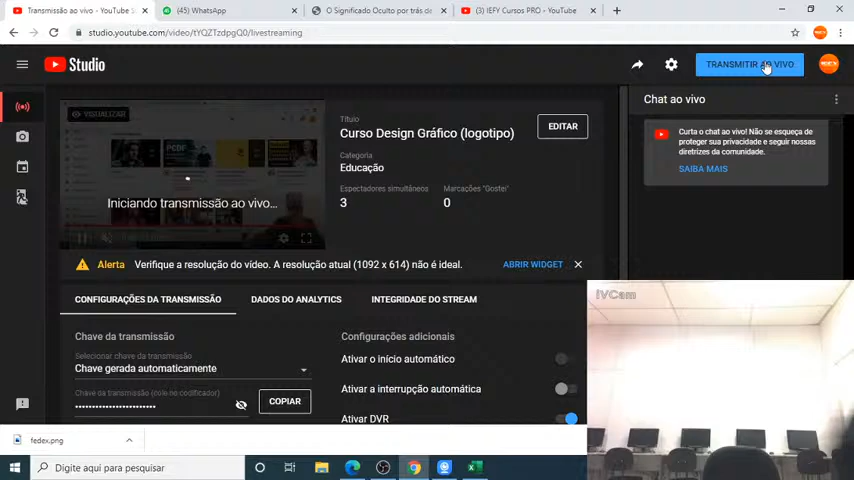 Transmissão ao vivo - YouTube S
(45) WhatsApp
O Significado Oculto por trás de
(3) IEFY Cursos PRO - YouTube
studio.youtube.com/video/tYQZTzdpgQ0/livestreaming
Studio
TRANSMITIR AO VIVO
VISUALIZAR
Iniciando transmissão ao vivo...
Título
Curso Design Gráfico (logotipo)
EDITAR
Categoria
Educação
Espectadores simultâneos
Marcações "Gostei"
3
0
Chat ao vivo
Curta o chat ao vivo! Não se esqueça de
proteger sua privacidade e seguir nossas
diretrizes da comunidade.
SAIBA MAIS
Alerta Verifique a resolução do vídeo. A resolução atual (1092 x 614) não é ideal.
ABRIR WIDGET
CONFIGURAÇÕES DA TRANSMISSÃO
DADOS DO ANALYTICS
INTEGRIDADE DO STREAM
Chave da transmissão
Selecionar chave da transmissão
Chave gerada automaticamente
Chave da transmissão (cole no codificador)
COPIAR
Configurações adicionais
Ativar o início automático
Ativar a interrupção automática
Ativar DVR
iVCam
fedex.png
Digite aqui para pesquisar